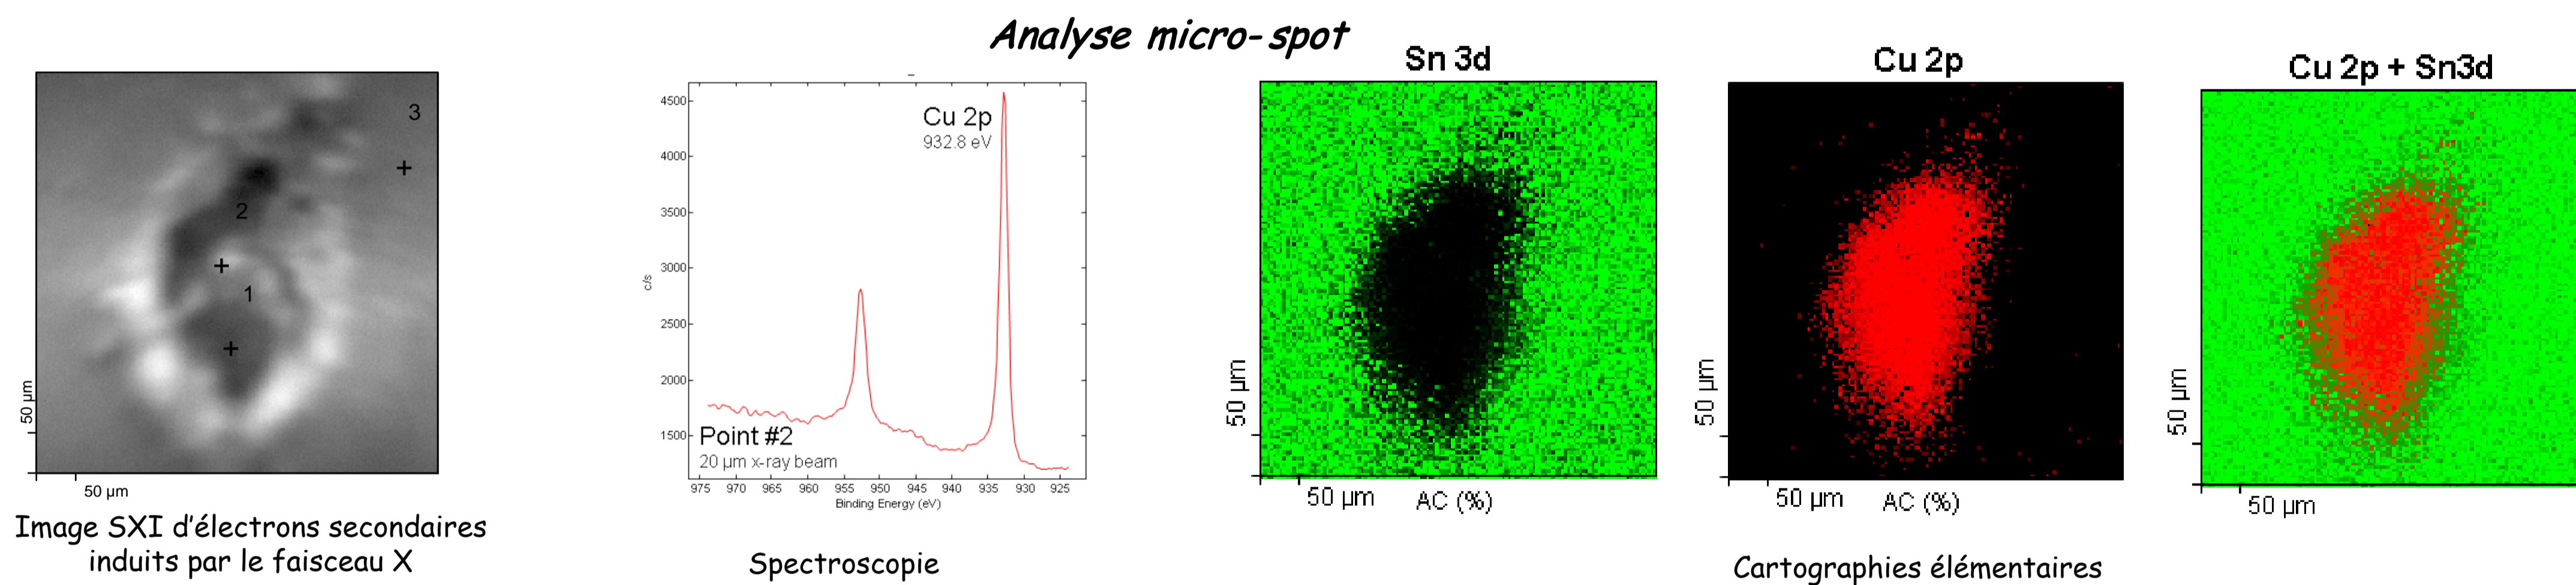 Analyse micro-spot
3
2
1
50 µm
50 µm
Image SXI d'électrons secondaires
induits par le faisceau X
4500
4000
3500
3000
2500
2000
1500
c/s
Cu 2p
932.8 eV
Point #2
20 µm x-ray beam
975 970 965 960 955 950 945 940 935 930 925
Binding Energy (eV)
Spectroscopie
Sn 3d
50 µm
50 µm AC (%)
Cu 2p
50 µm
50 µm AC (%)
Cu 2p + Sn3d
50 µm
50 µm
Cartographies élémentaires